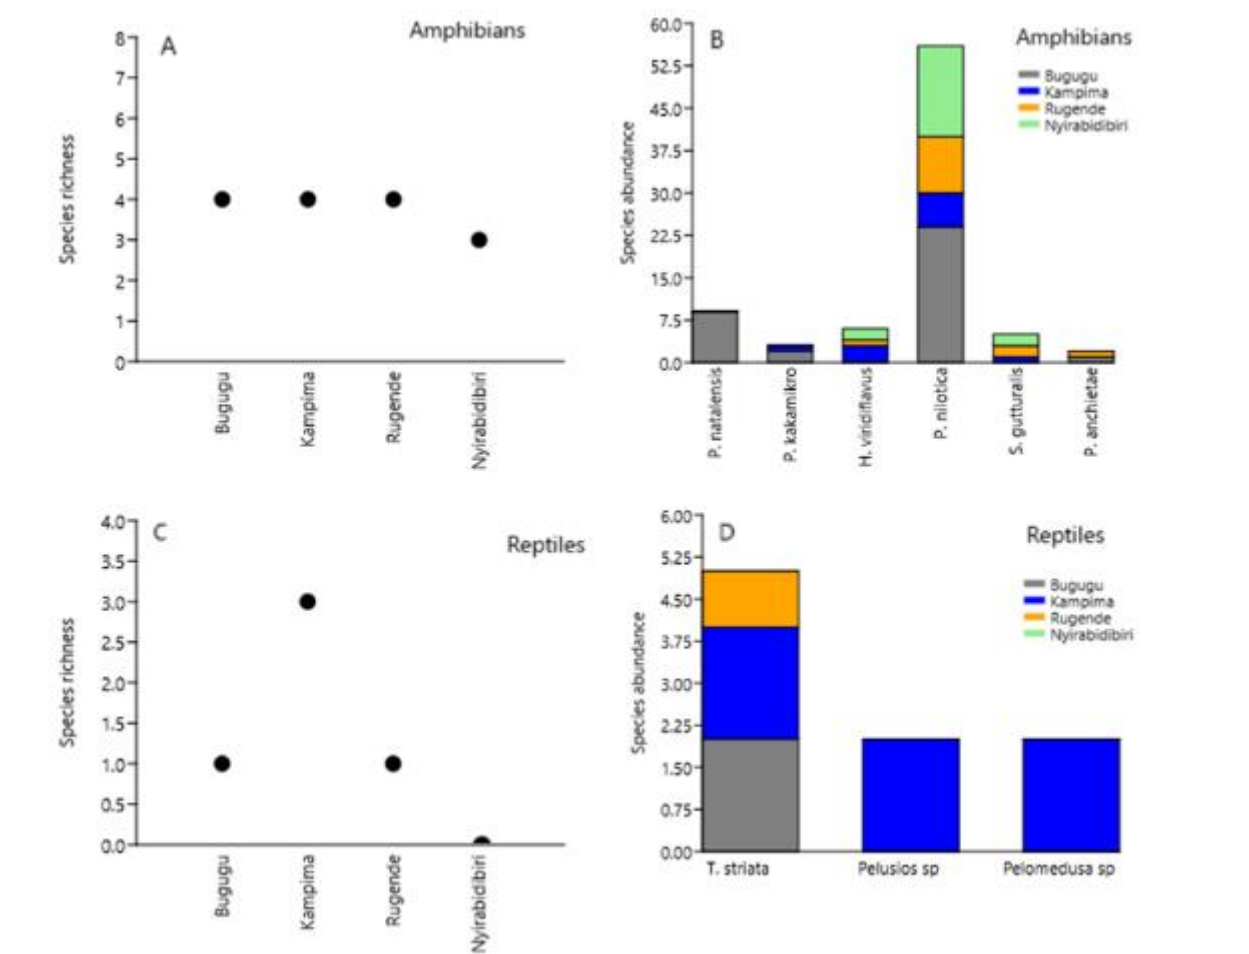 A
Amphibians
Species richness
8
7
6
5
4
3
2
1
0
Bugugu
Kampima
Rugende
Nyirabidibiri
B
Amphibians
Bugugu
Kampima
Rugende
Nyirabidibiri
Species abundance
60.0
52.5
45.0
37.5
30.0
22.5
15.0
7.5
0.0
P. natalensis
P. kakamikro
H. viridiflavus
P. nilotica
S. gutturalis
P. anchietae
C
Reptiles
Species richness
4.0
3.5
3.0
2.5
2.0
1.5
1.0
0.5
0.0
Bugugu
Kampima
Rugende
Nyirabidibiri
D
Reptiles
Bugugu
Kampima
Rugende
Nyirabidibiri
Species abundance
6.00
5.25
4.50
3.75
3.00
2.25
1.50
0.75
0.00
T. striata
Pelusios sp
Pelomedusa sp